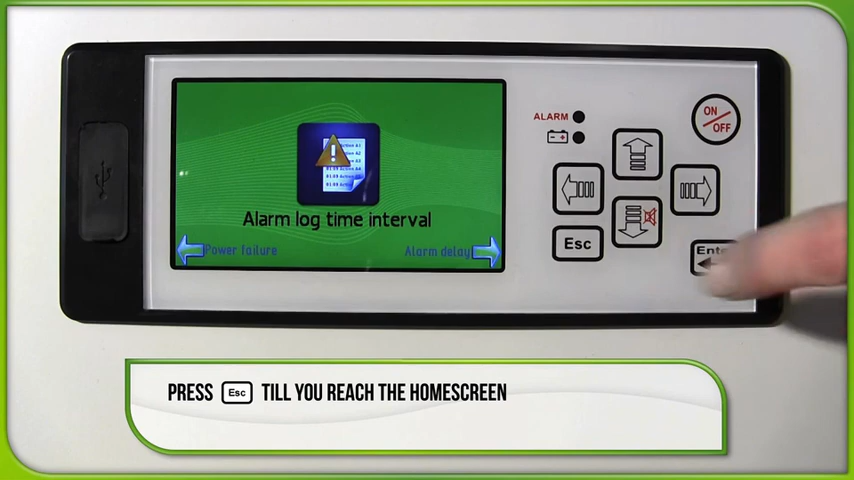 ALARM
ON/OFF
Alarm log time interval
Power failure
Alarm delay
Esc
PRESS Esc TILL YOU REACH THE HOMESCREEN